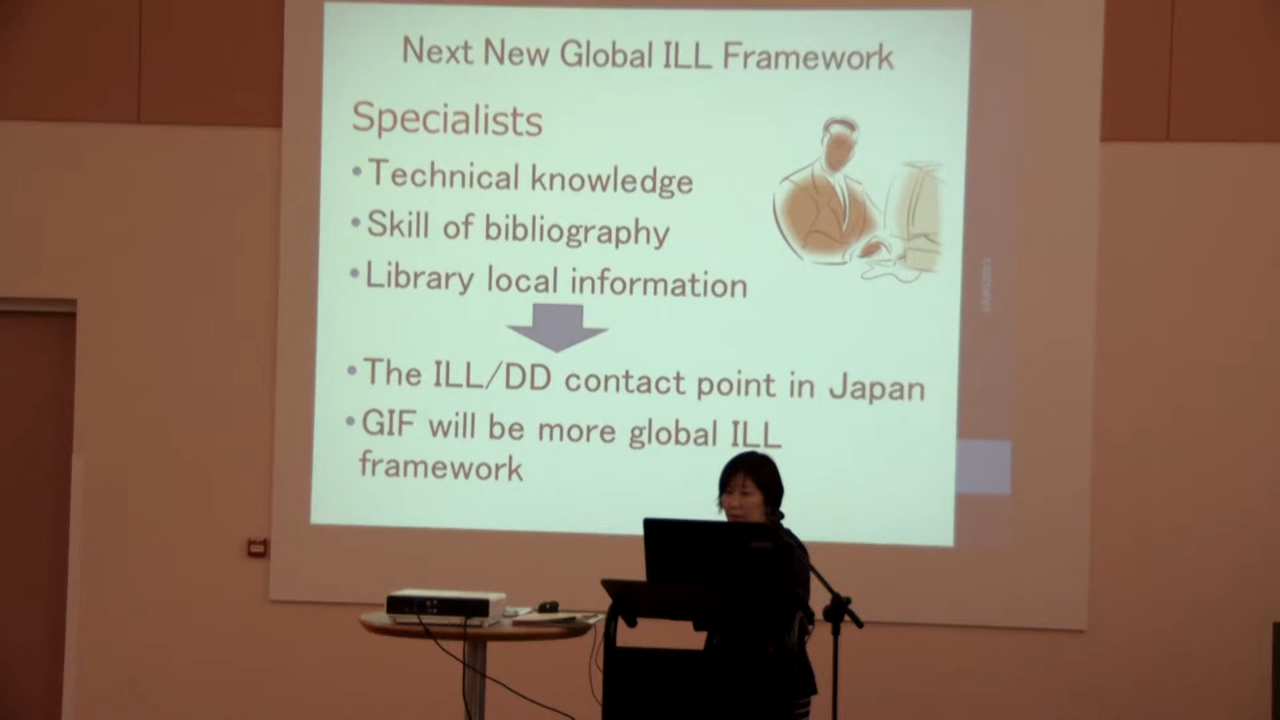 Next New Global ILL Framework
Specialists
•Technical knowledge
•Skill of bibliography
•Library local information
•The ILL/DD contact point in Japan
•GIF will be more global ILL
framework